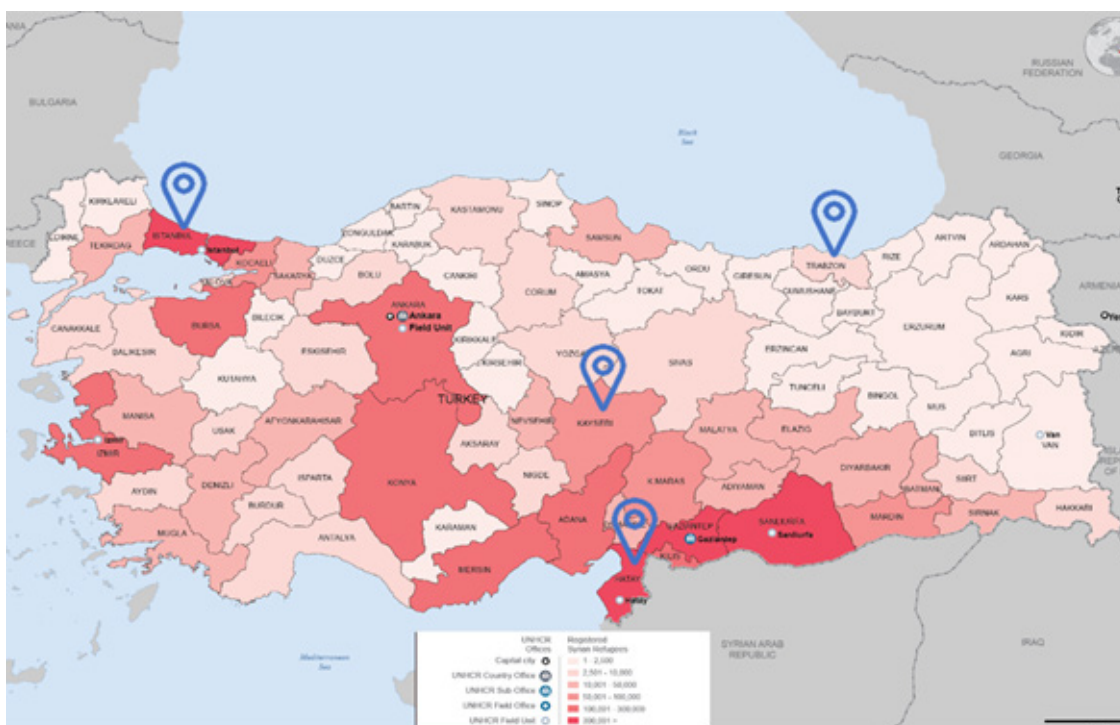 BULGARIA
RUSSIAN
FEDERATION
Black
Sea
GEORGIA
KIRKLARELI
EDIRNE
TEKIRDAG
ISTANBUL
Istanbul
KOCAELI
SAKARYA
YALOVA
DUZCE
ZONGULDAK
BARTIN
KARABUK
KASTAMONU
SINOP
SAMSUN
BOLU
CANKIRI
CORUM
AMASYA
TOKAT
ORDU
GIRESUN
TRABZON
RIZE
ARTVIN
ARDAHAN
GUMUSHANE
BAYBURT
KARS
ERZURUM
IGDIR
AGRI
ARMENIA
CANAKKALE
BALIKESIR
BURSA
BILECIK
ESKISEHIR
KUTAHYA
ANKARA
Ankara
Field Unit
KIRIKKALE
KIRSEHIR
SIVAS
ERZINCAN
TUNCELI
BINGOL
MUS
BITLIS
Van
VAN
TURKEY
KAYSERI
NEVSEHIR
MALATYA
ELAZIG
DIYARBAKIR
BATMAN
SIIRT
SIRNAK
HAKKARI
MANISA
Izmir
IZMIR
USAK
AFYONKARAHISAR
AKSARAY
KONYA
NIGDE
AYDIN
DENIZLI
ISPARTA
BURDUR
MUGLA
ANTALYA
KARAMAN
MERSIN
ADANA
K.MARAS
ADIYAMAN
GAZIANTEP
Gaziantep
SANLIURFA
Sanliurfa
MARDIN
KILIS
HATAY
Hatay
SYRIAN ARAB
REPUBLIC
IRAQ
Mediterranean
Sea
UNHCR
Offices
Capital city
UNHCR Country Office
UNHCR Sub Office
UNHCR Field Office
UNHCR Field Unit
Registered
Syrian Refugees
1 - 2,500
2,501 - 10,000
10,001 - 50,000
50,001 - 100,000
100,001 - 300,000
300,001 >